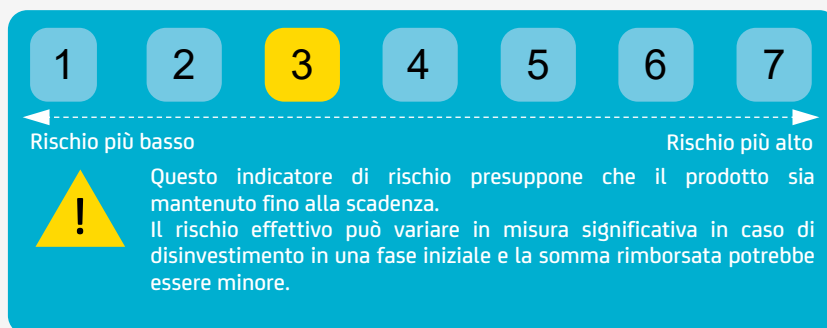 1 2 3 4 5 6 7
Rischio più basso Rischio più alto
!
Questo indicatore di rischio presuppone che il prodotto sia
mantenuto fino alla scadenza.
Il rischio effettivo può variare in misura significativa in caso di
disinvestimento in una fase iniziale e la somma rimborsata potrebbe
essere minore.